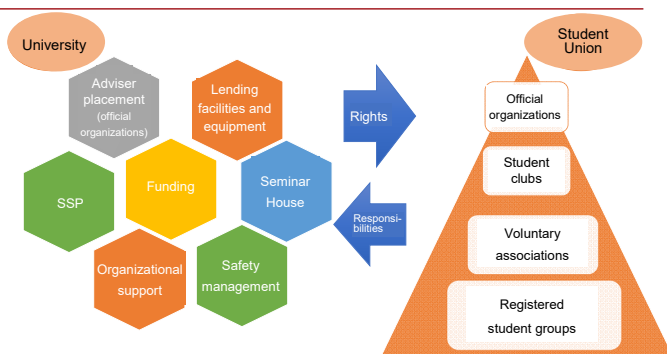 University
Adviser
placement
(official
organizations)
Lending
facilities and
equipment
SSP
Funding
Seminar
House
Organizational
support
Safety
management
Rights
Responsi-
bilities
Student
Union
Official
organizations
Student
clubs
Voluntary
associations
Registered
student groups